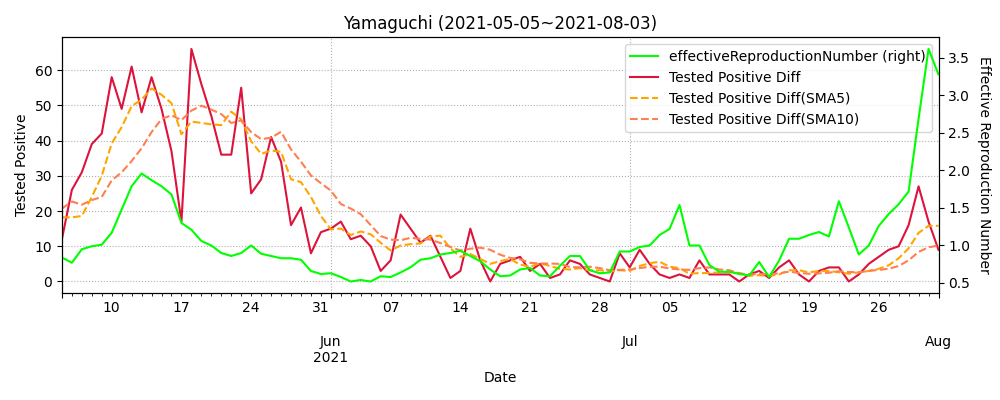 Yamaguchi (2021-05-05~2021-08-03)
effectiveReproductionNumber (right)
Tested Positive Diff
Tested Positive Diff(SMA5)
Tested Positive Diff(SMA10)
Tested Positive
60
50
40
30
20
10
0
3.5
3.0
2.5
2.0
1.5
1.0
0.5
Effective Reproduction Number
10 17 24 31 07 14 21 28 05 12 19 26
Jun Jul Aug
2021
Date